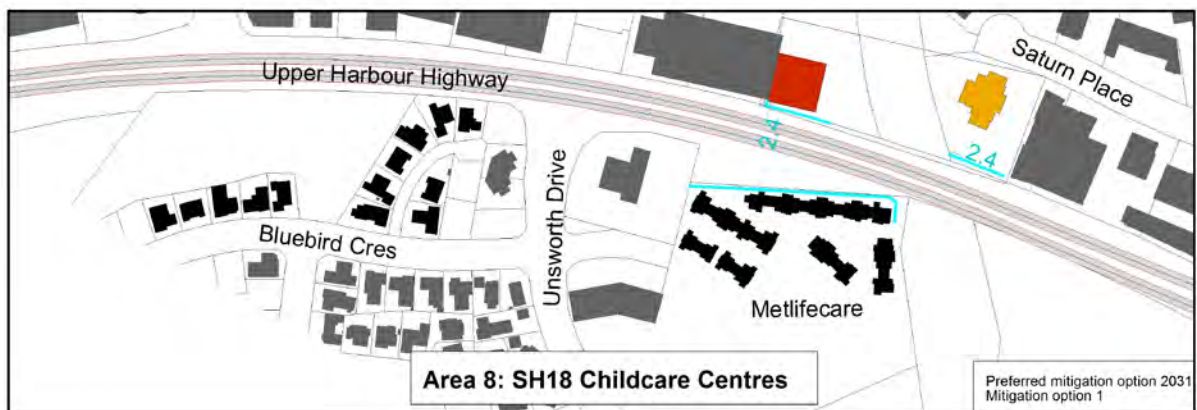 Upper Harbour Highway
Saturn Place
2.4
2.4
Unsworth Drive
Bluebird Cres
Metlifecare
Area 8: SH18 Childcare Centres
Preferred mitigation option 2031
Mitigation option 1